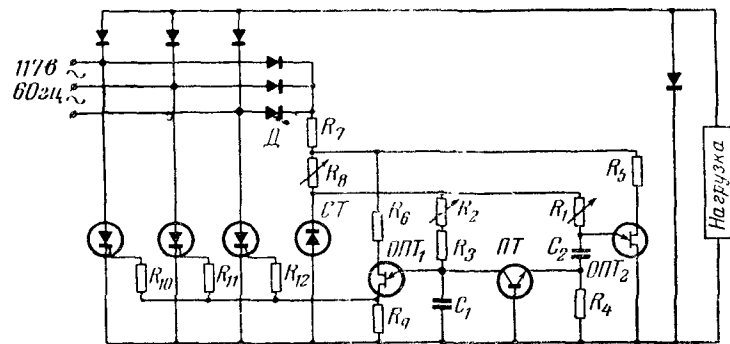 117в
~
60гц
Д
R7
R8
СТ
R6
R2
R3
ОПТ1
ПТ
R1
C2
ОПТ2
R5
R4
Нагрузка
R10
R11
R12
R9
C1